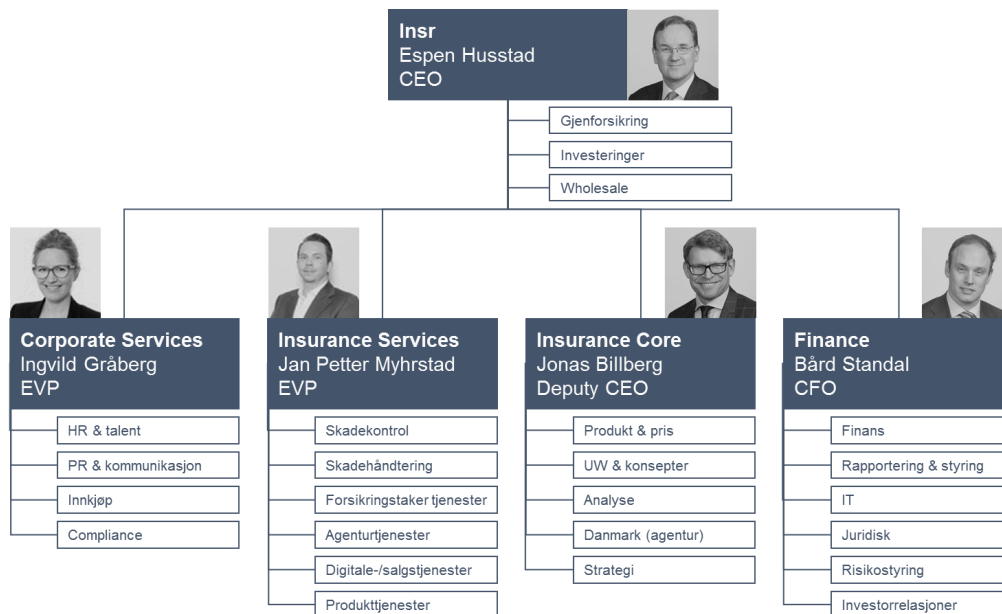 Insr
Espen Husstad
CEO
Gjenforsikring
Investeringer
Wholesale
Corporate Services
Ingvild Gråberg
EVP
HR & talent
PR & kommunikasjon
Innkjøp
Compliance
Insurance Services
Jan Petter Myhrstad
EVP
Skadekontrol
Skadehåndtering
Forsikringstaker tjenester
Agenturtjenester
Digitale-/salgstjenester
Produkttjenester
Insurance Core
Jonas Billberg
Deputy CEO
Produkt & pris
UW & konsepter
Analyse
Danmark (agentur)
Strategi
Finance
Bård Standal
CFO
Finans
Rapportering & styring
IT
Juridisk
Risikostyring
Investorrelasjoner